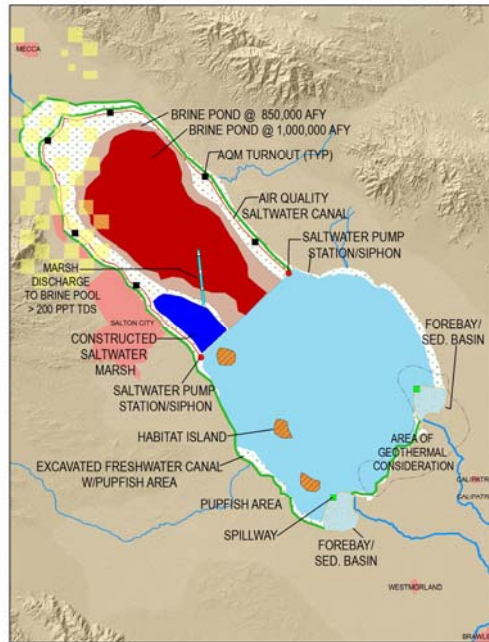 MECCA
BRINE POND @ 850,000 AFY
BRINE POND @ 1,000,000 AFY
AQM TURNOUT (TYP)
AIR QUALITY
SALTWATER CANAL
SALTWATER PUMP
STATION/SIPHON
MARSH
DISCHARGE
TO BRINE POOL
> 200 PPT TDS
SALTON CITY
CONSTRUCTED
SALTWATER
MARSH
FOREBAY/
SED. BASIN
SALTWATER PUMP
STATION/SIPHON
HABITAT ISLAND
AREA OF
GEOTHERMAL
CONSIDERATION
EXCAVATED FRESHWATER CANAL
W/PUPFISH AREA
CALIPATR
CALIPATR
PUPFISH AREA
SPILLWAY
FOREBAY/
SED. BASIN
WESTMORLAND
BRAWL